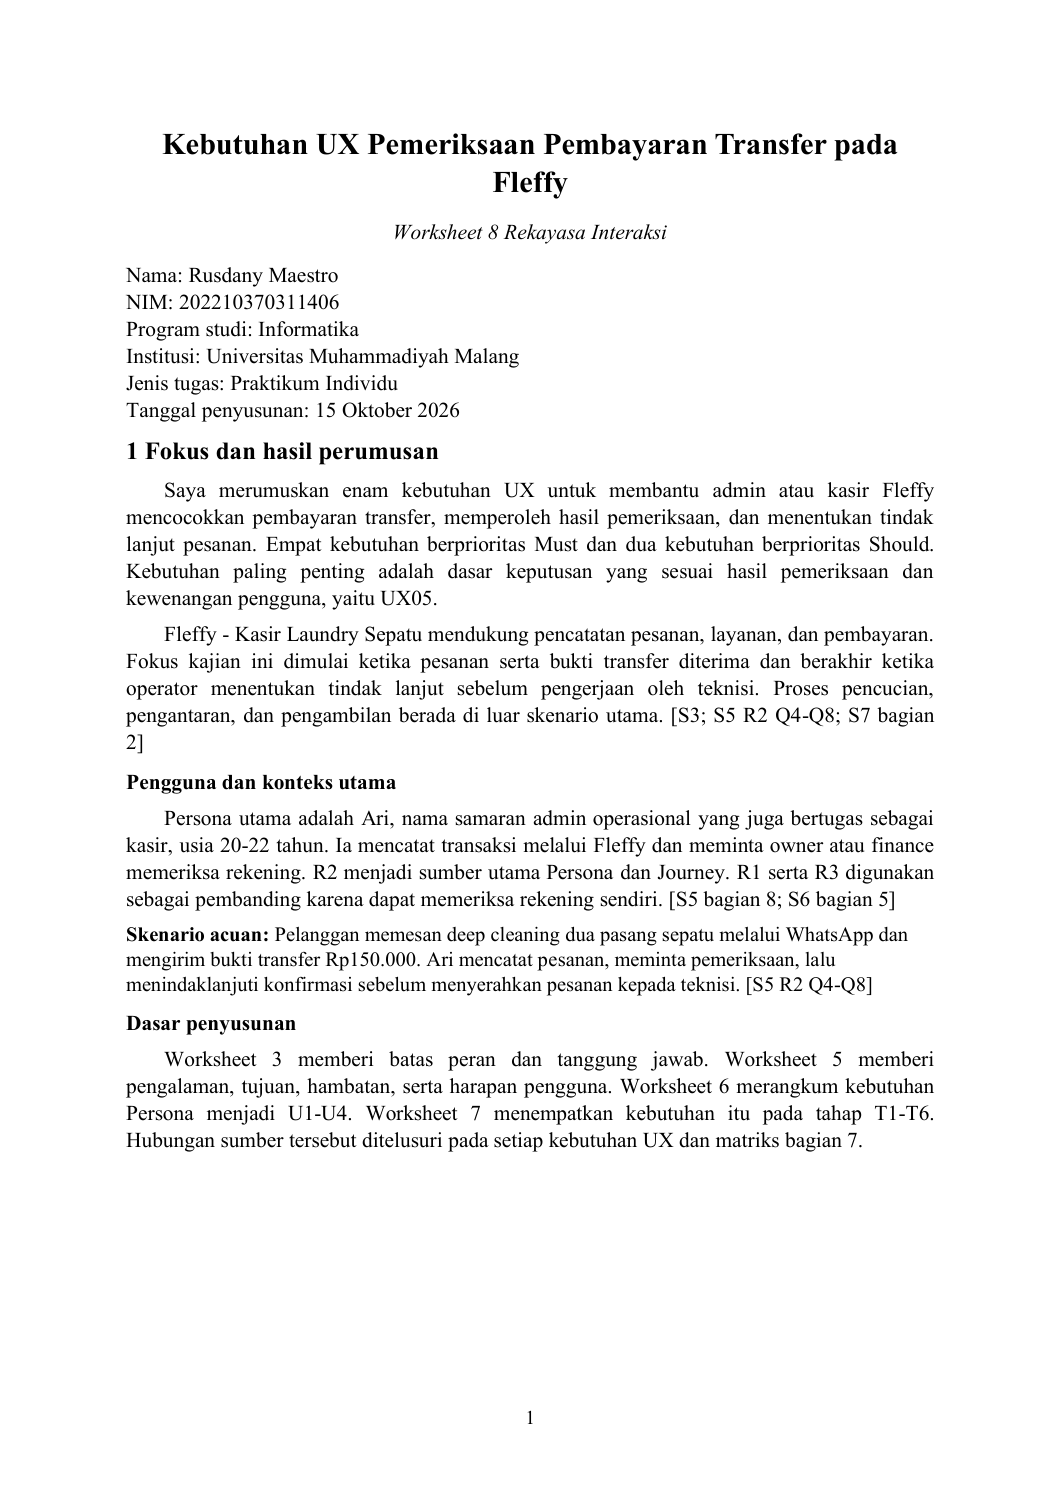 Kebutuhan UX Pemeriksaan Pembayaran Transfer pada
Fleffy
Worksheet 8 Rekayasa Interaksi
Nama: Rusdany Maestro
NIM: 202210370311406
Program studi: Informatika
Institusi: Universitas Muhammadiyah Malang
Jenis tugas: Praktikum Individu
Tanggal penyusunan: 15 Oktober 2026
1 Fokus dan hasil perumusan
Saya merumuskan enam kebutuhan UX untuk membantu admin atau kasir Fleffy
mencocokkan pembayaran transfer, memperoleh hasil pemeriksaan, dan menentukan tindak
lanjut pesanan. Empat kebutuhan berprioritas Must dan dua kebutuhan berprioritas Should.
Kebutuhan paling penting adalah dasar keputusan yang sesuai hasil pemeriksaan dan
kewenangan pengguna, yaitu UX05.
Fleffy - Kasir Laundry Sepatu mendukung pencatatan pesanan, layanan, dan pembayaran.
Fokus kajian ini dimulai ketika pesanan serta bukti transfer diterima dan berakhir ketika
operator menentukan tindak lanjut sebelum pengerjaan oleh teknisi. Proses pencucian,
pengantaran, dan pengambilan berada di luar skenario utama. [S3; S5 R2 Q4-Q8; S7 bagian
2]
Pengguna dan konteks utama
Persona utama adalah Ari, nama samaran admin operasional yang juga bertugas sebagai
kasir, usia 20-22 tahun. Ia mencatat transaksi melalui Fleffy dan meminta owner atau finance
memeriksa rekening. R2 menjadi sumber utama Persona dan Journey. R1 serta R3 digunakan
sebagai pembanding karena dapat memeriksa rekening sendiri. [S5 bagian 8; S6 bagian 5]
Skenario acuan: Pelanggan memesan deep cleaning dua pasang sepatu melalui WhatsApp dan
mengirim bukti transfer Rp150.000. Ari mencatat pesanan, meminta pemeriksaan, lalu
menindaklanjuti konfirmasi sebelum menyerahkan pesanan kepada teknisi. [S5 R2 Q4-Q8]
Dasar penyusunan
Worksheet 3 memberi batas peran dan tanggung jawab. Worksheet 5 memberi
pengalaman, tujuan, hambatan, serta harapan pengguna. Worksheet 6 merangkum kebutuhan
Persona menjadi U1-U4. Worksheet 7 menempatkan kebutuhan itu pada tahap T1-T6.
Hubungan sumber tersebut ditelusuri pada setiap kebutuhan UX dan matriks bagian 7.
1